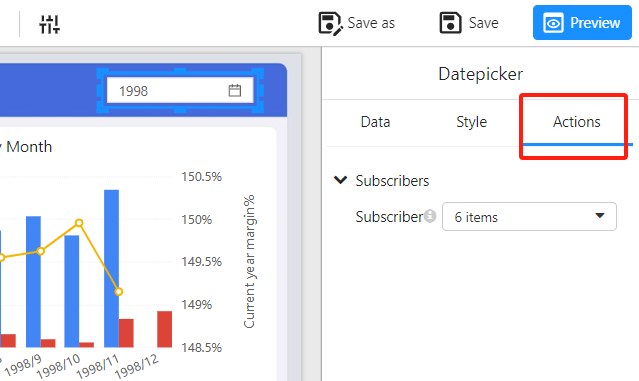 Save as
Save
Preview
1998
Datepicker
Data
Style
Actions
y Month
Subscribers
Subscriber
6 items
150.5%
150%
149.5%
149%
148.5%
Current year margin%
1998/9
1998/10
1998/11
1998/12